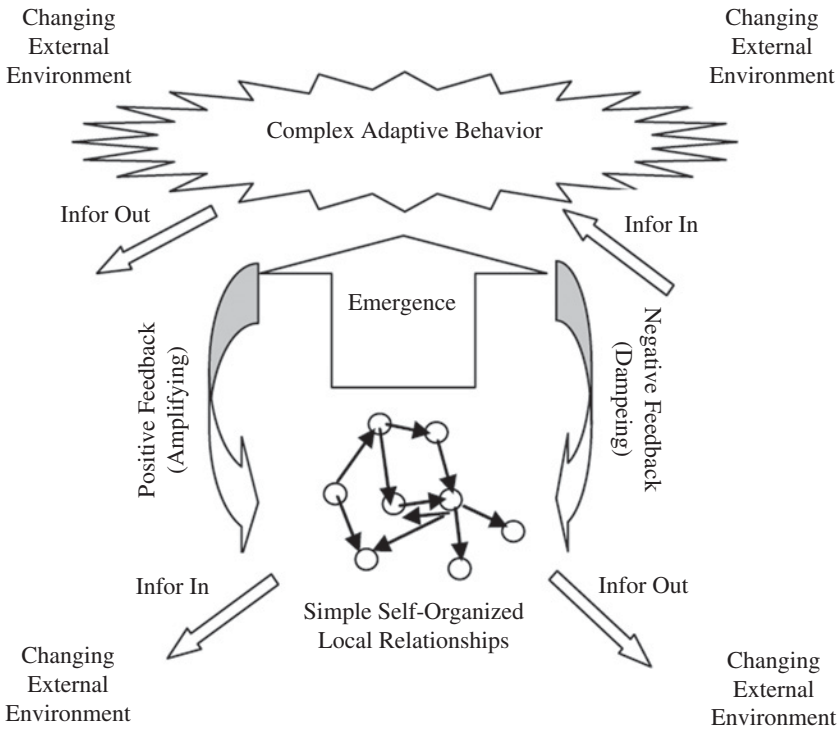 Changing
External
Environment
Changing
External
Environment
Complex Adaptive Behavior
Infor Out
Infor In
Emergence
Positive Feedback
(Amplifying)
Negative Feedback
(Dampeing)
Infor In
Infor Out
Simple Self-Organized
Local Relationships
Changing
External
Environment
Changing
External
Environment